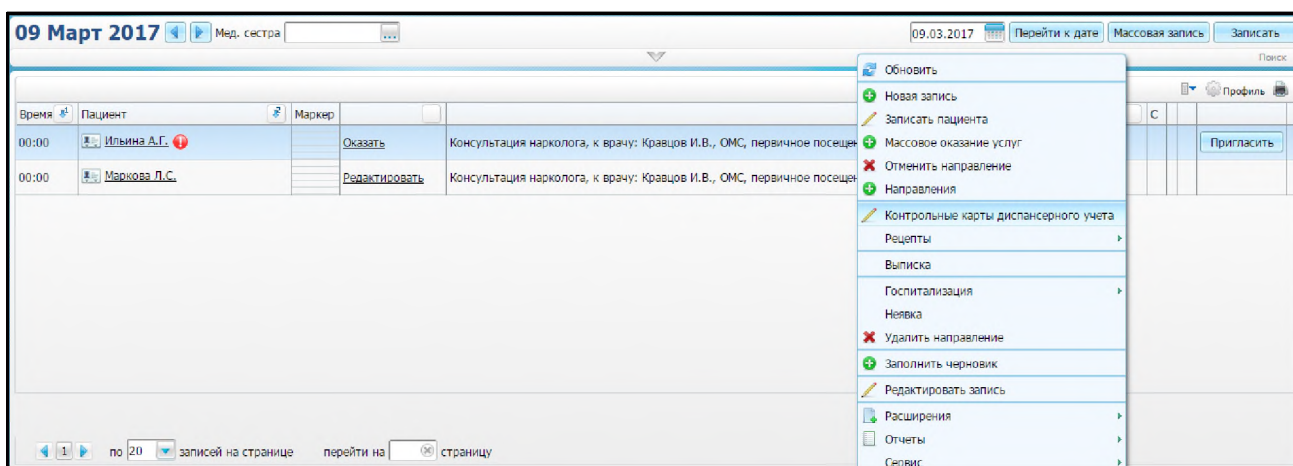 09 Март 2017 Мед. сестра ... 09.03.2017 Перейти к дате Массовая запись Записать
Поиск
Профиль
Время Пациент Маркер С
00:00 Ильина А.Г. Оказать Консультация нарколога, к врачу: Кравцов И.В., ОМС, первичное посещен Пригласить
00:00 Маркова Л.С. Редактировать Консультация нарколога, к врачу: Кравцов И.В., ОМС, первичное посещен
Обновить
Новая запись
Записать пациента
Массовое оказание услуг
Отменить направление
Направления
Контрольные карты диспансерного учета
Рецепты
Выписка
Госпитализация
Неявка
Удалить направление
Заполнить черновик
Редактировать запись
Расширения
Отчеты
Сервис
1 по 20 записей на странице перейти на страницу